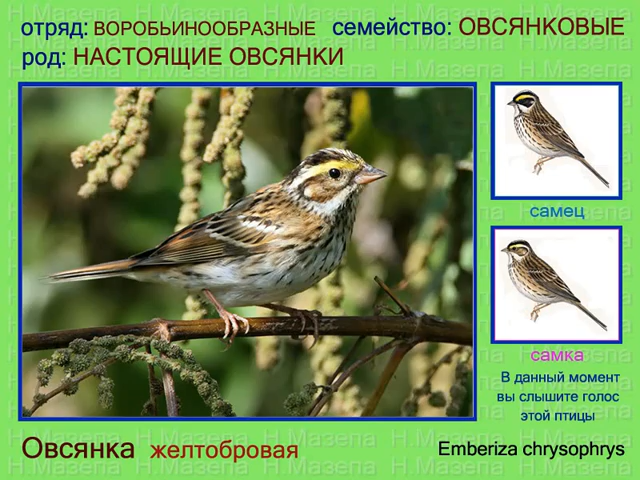 отряд: ВОРОБЬИНООБРАЗНЫЕ семейство: ОВСЯНКОВЫЕ
род: НАСТОЯЩИЕ ОВСЯНКИ
самец
самка
В данный момент
вы слышите голос
этой птицы
Овсянка желтобровая
Emberiza chrysophrys
Н.Мазепа